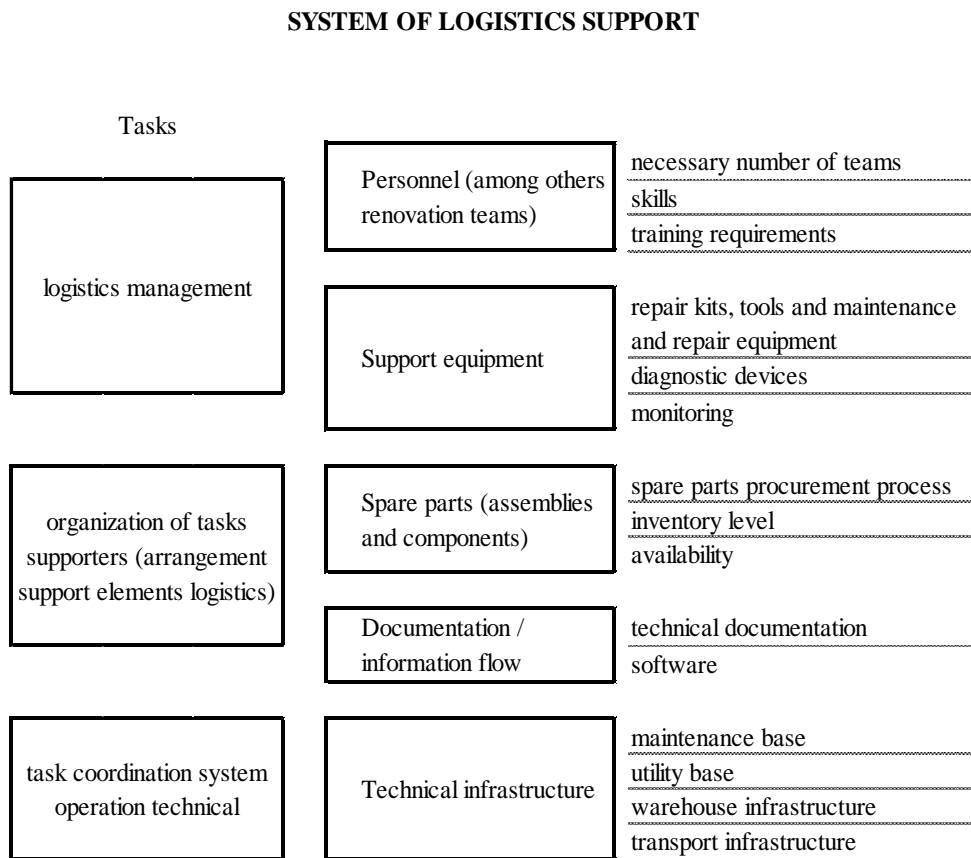 SYSTEM OF LOGISTICS SUPPORT
Tasks
logistics management
organization of tasks
supporters (arrangement
support elements logistics)
task coordination system
operation technical
Personnel (among others
renovation teams)
necessary number of teams
skills
training requirements
Support equipment
repair kits, tools and maintenance
and repair equipment
diagnostic devices
monitoring
Spare parts (assemblies
and components)
spare parts procurement process
inventory level
availability
Documentation /
information flow
technical documentation
software
Technical infrastructure
maintenance base
utility base
warehouse infrastructure
transport infrastructure